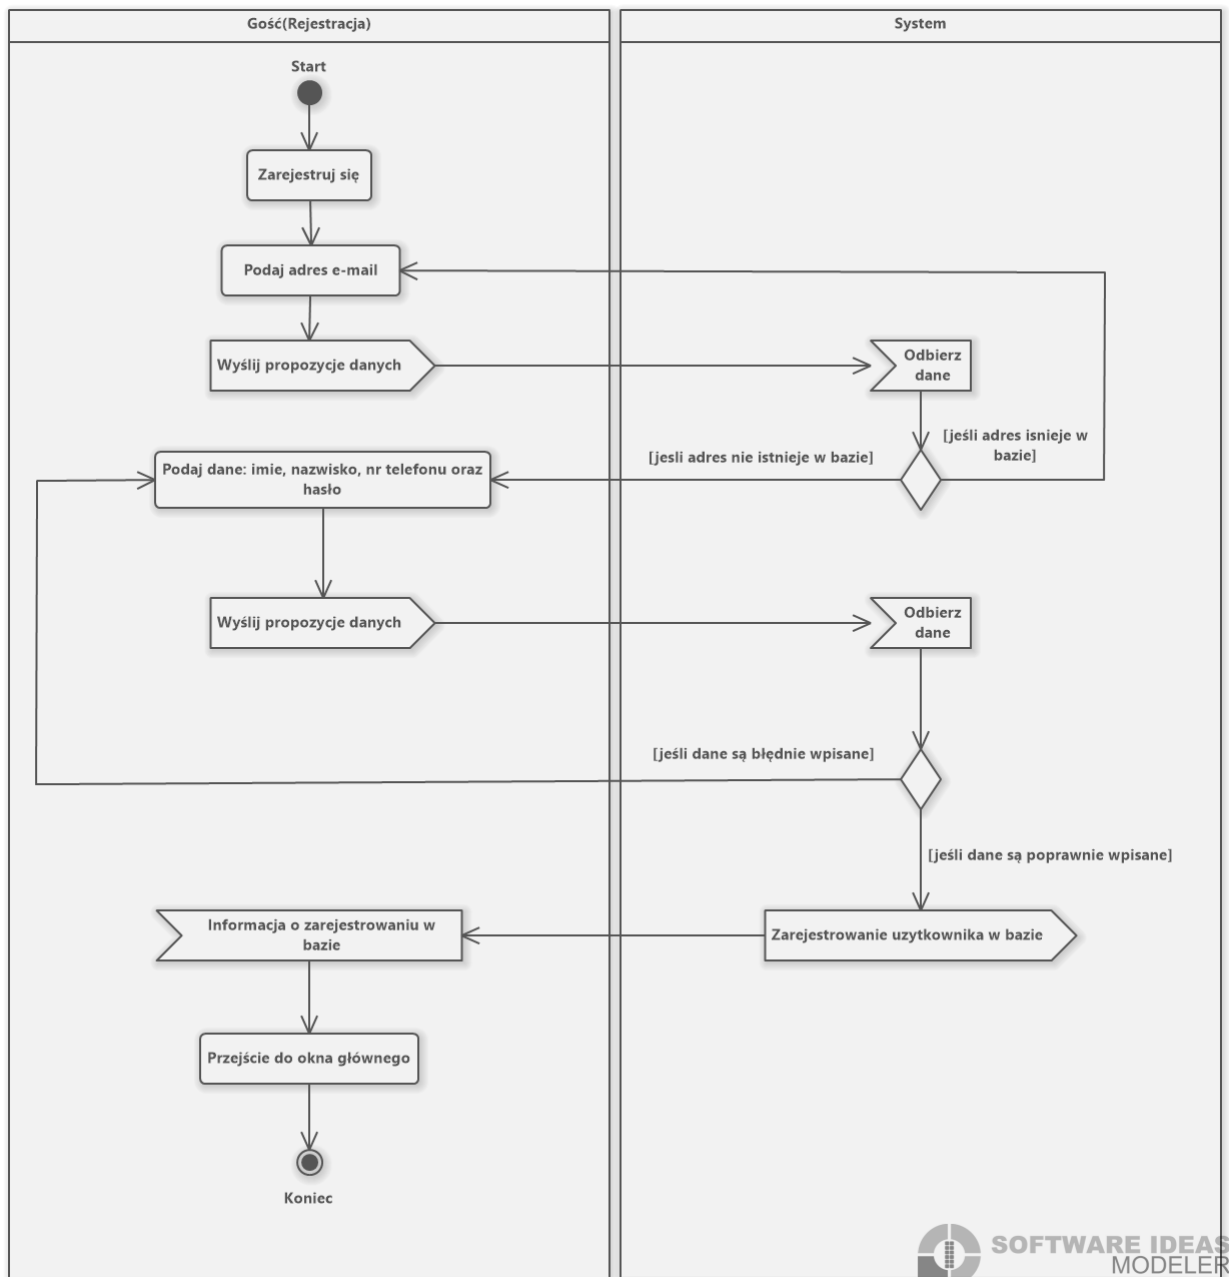 Gość(Rejestracja)
System
Start
Zarejestruj się
Podaj adres e-mail
Wyślij propozycje danych
Odbierz
dane
[jeśli adres isnieje w
bazie]
[jesli adres nie istnieje w bazie]
Podaj dane: imie, nazwisko, nr telefonu oraz
hasło
Wyślij propozycje danych
Odbierz
dane
[jeśli dane są błędnie wpisane]
[jeśli dane są poprawnie wpisane]
Informacja o zarejestrowaniu w
bazie
Zarejestrowanie uzytkownika w bazie
Przejście do okna głównego
Koniec
SOFTWARE IDEAS
MODELER